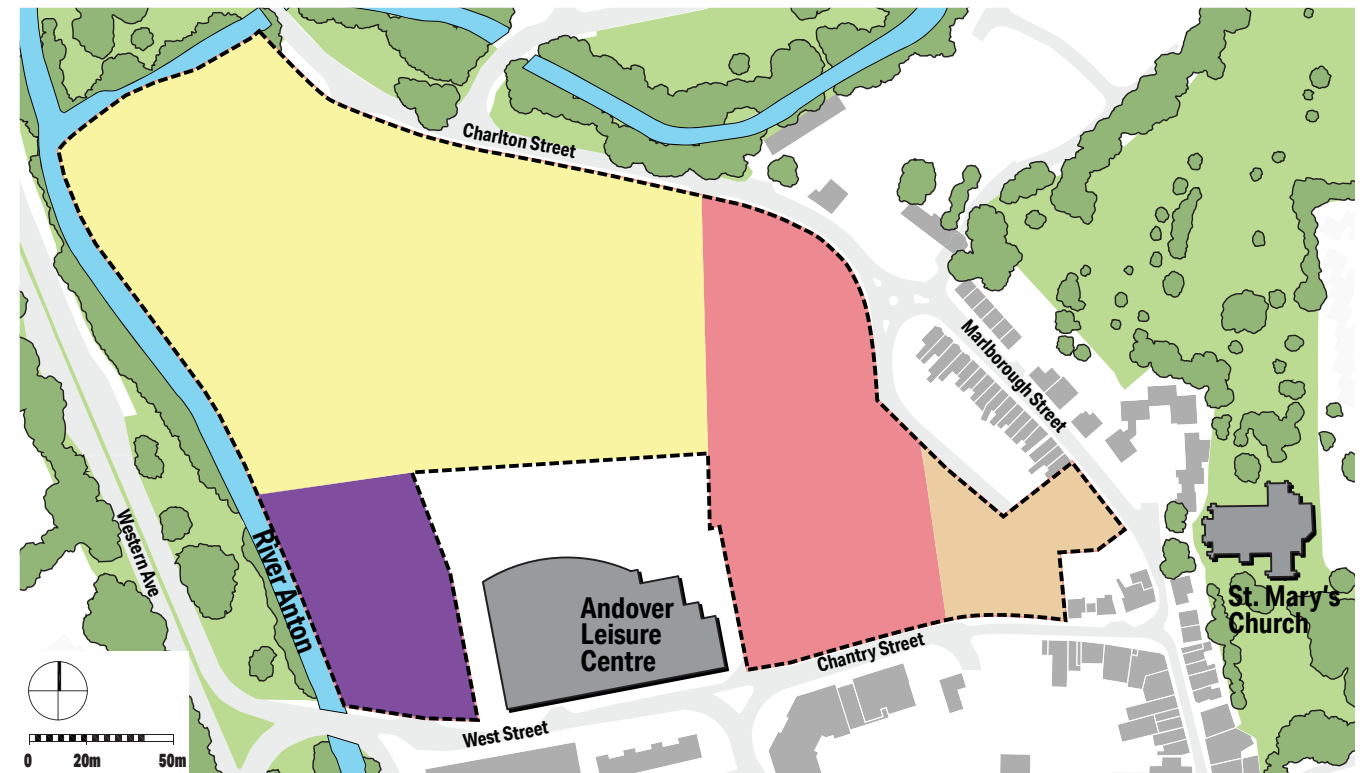 Charlton Street
Marlborough Street
Western Ave
River Anton
Andover
Leisure
Centre
St. Mary's
Church
Chantry Street
West Street
0 20m 50m